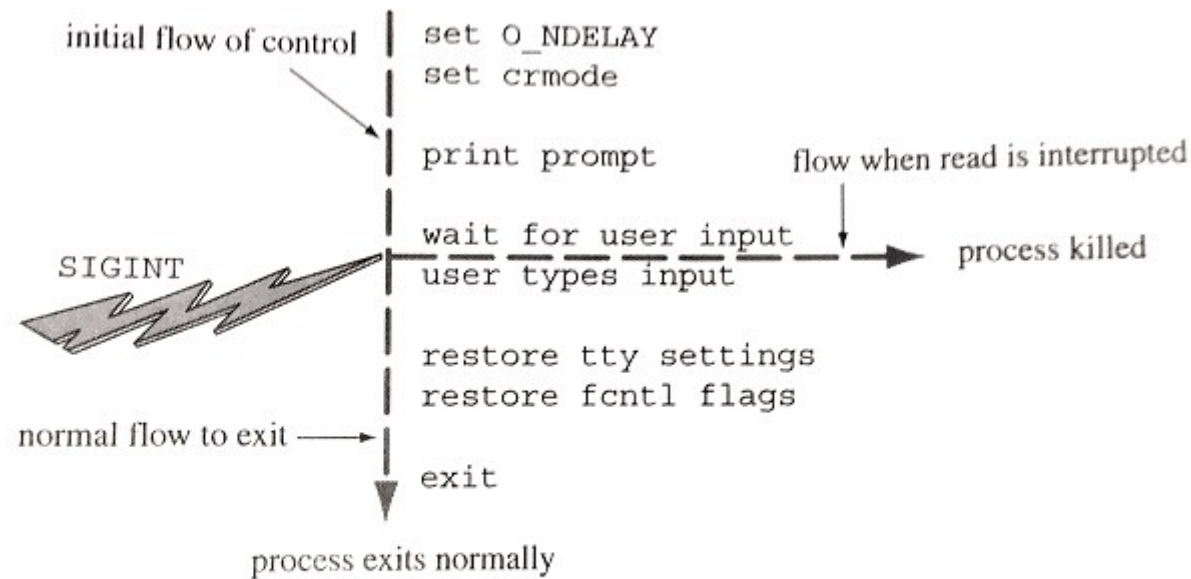 initial flow of control
set O_NDELAY
set crmode
print prompt
flow when read is interrupted
wait for user input
process killed
SIGINT
user types input
restore tty settings
restore fcntl flags
normal flow to exit
exit
process exits normally